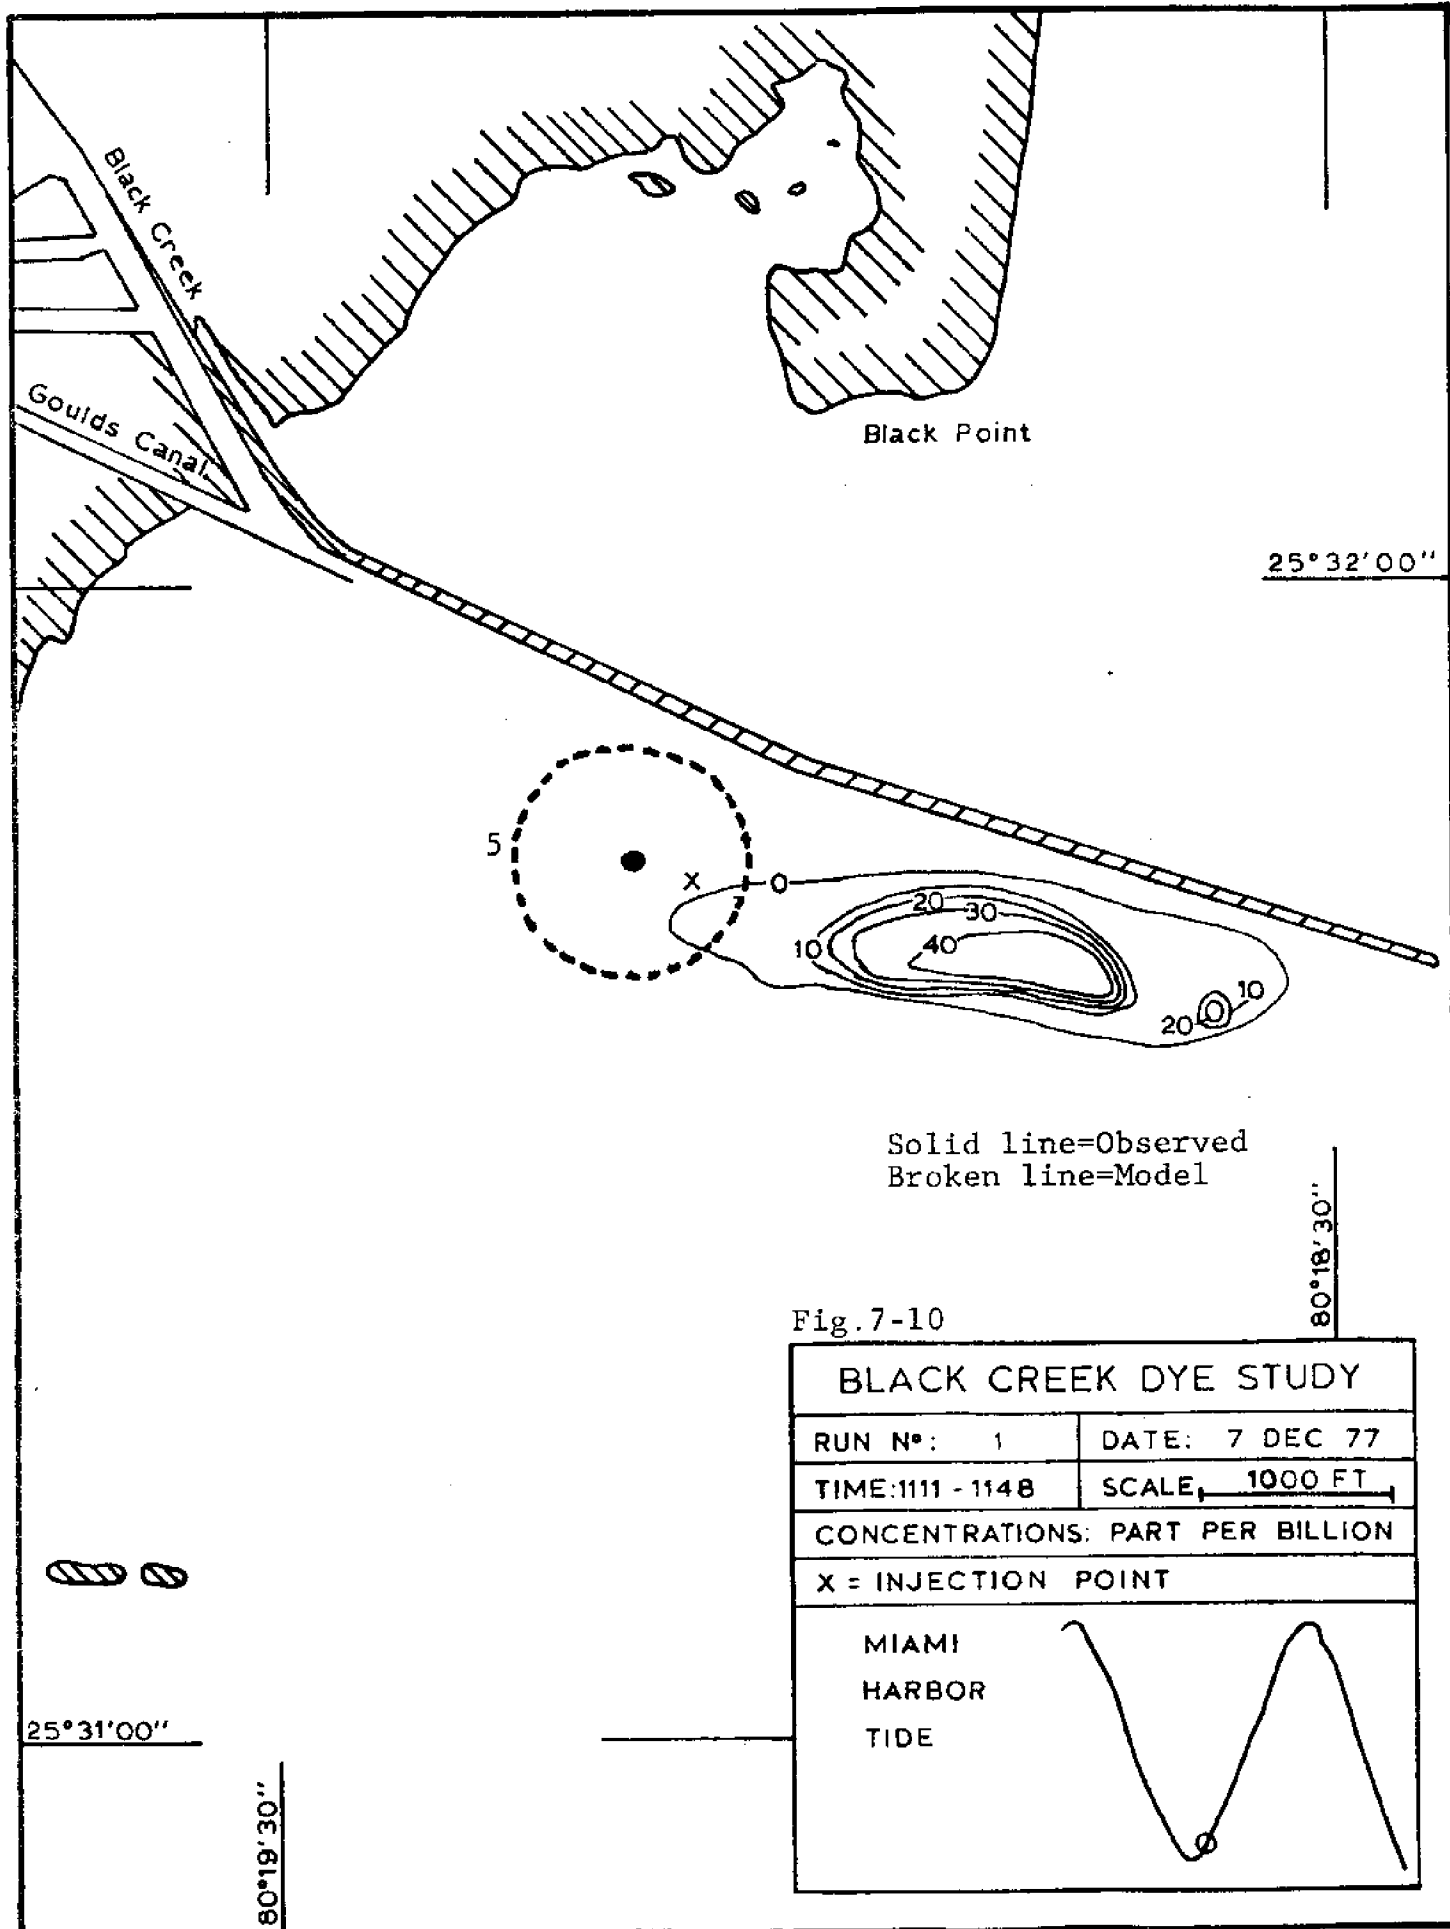 Black Creek
Goulds Canal
Black Point
25°32'00"
5
X
0
20
30
10
40
10
20
Solid line=Observed
Broken line=Model
80°18'30"
Fig.7-10
BLACK CREEK DYE STUDY
RUN Nº: 1
DATE: 7 DEC 77
TIME:1111 - 1148
SCALE 1000 FT
CONCENTRATIONS: PART PER BILLION
X = INJECTION POINT
MIAMI
HARBOR
TIDE
25°31'00"
80°19'30"